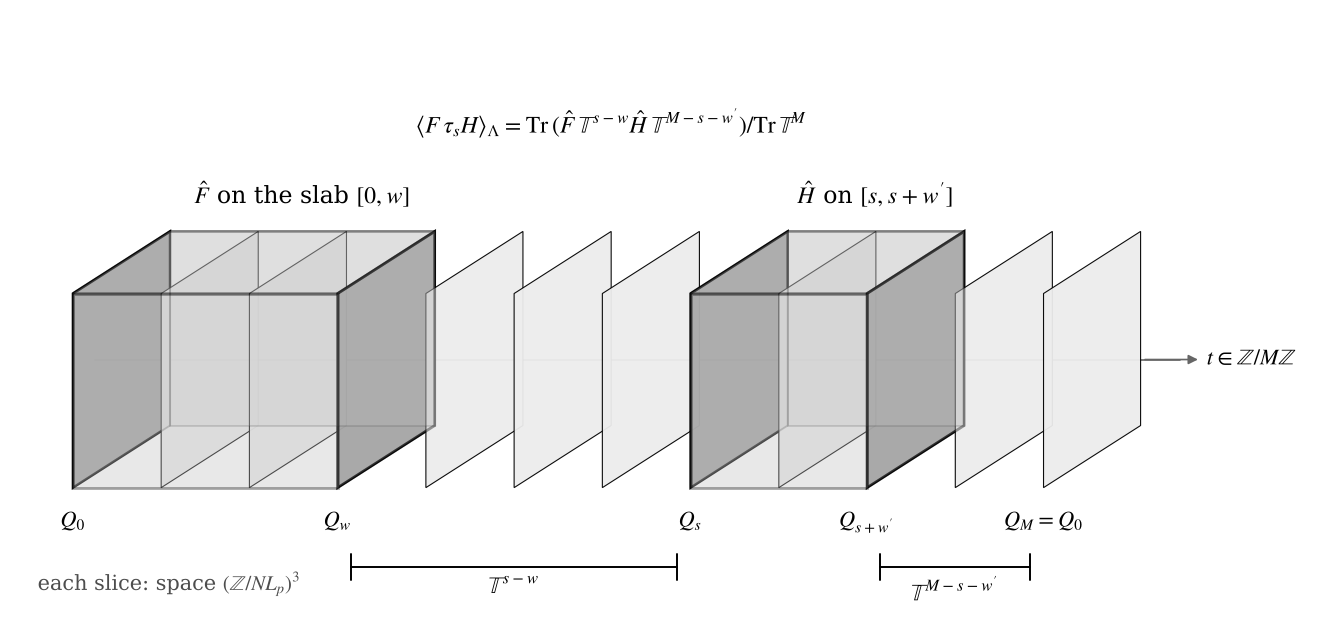 ⟨F τ_s H⟩_Λ = Tr (F̂ 𝕋^{s−w} Ĥ 𝕋^{M−s−w′})/Tr 𝕋^M
F̂ on the slab [0, w]
Ĥ on [s, s + w′]
t ∈ ℤ/Mℤ
Q_0
Q_w
Q_s
Q_{s+w′}
Q_M = Q_0
each slice: space (ℤ/NL_p)^3
𝕋^{s−w}
𝕋^{M−s−w′}